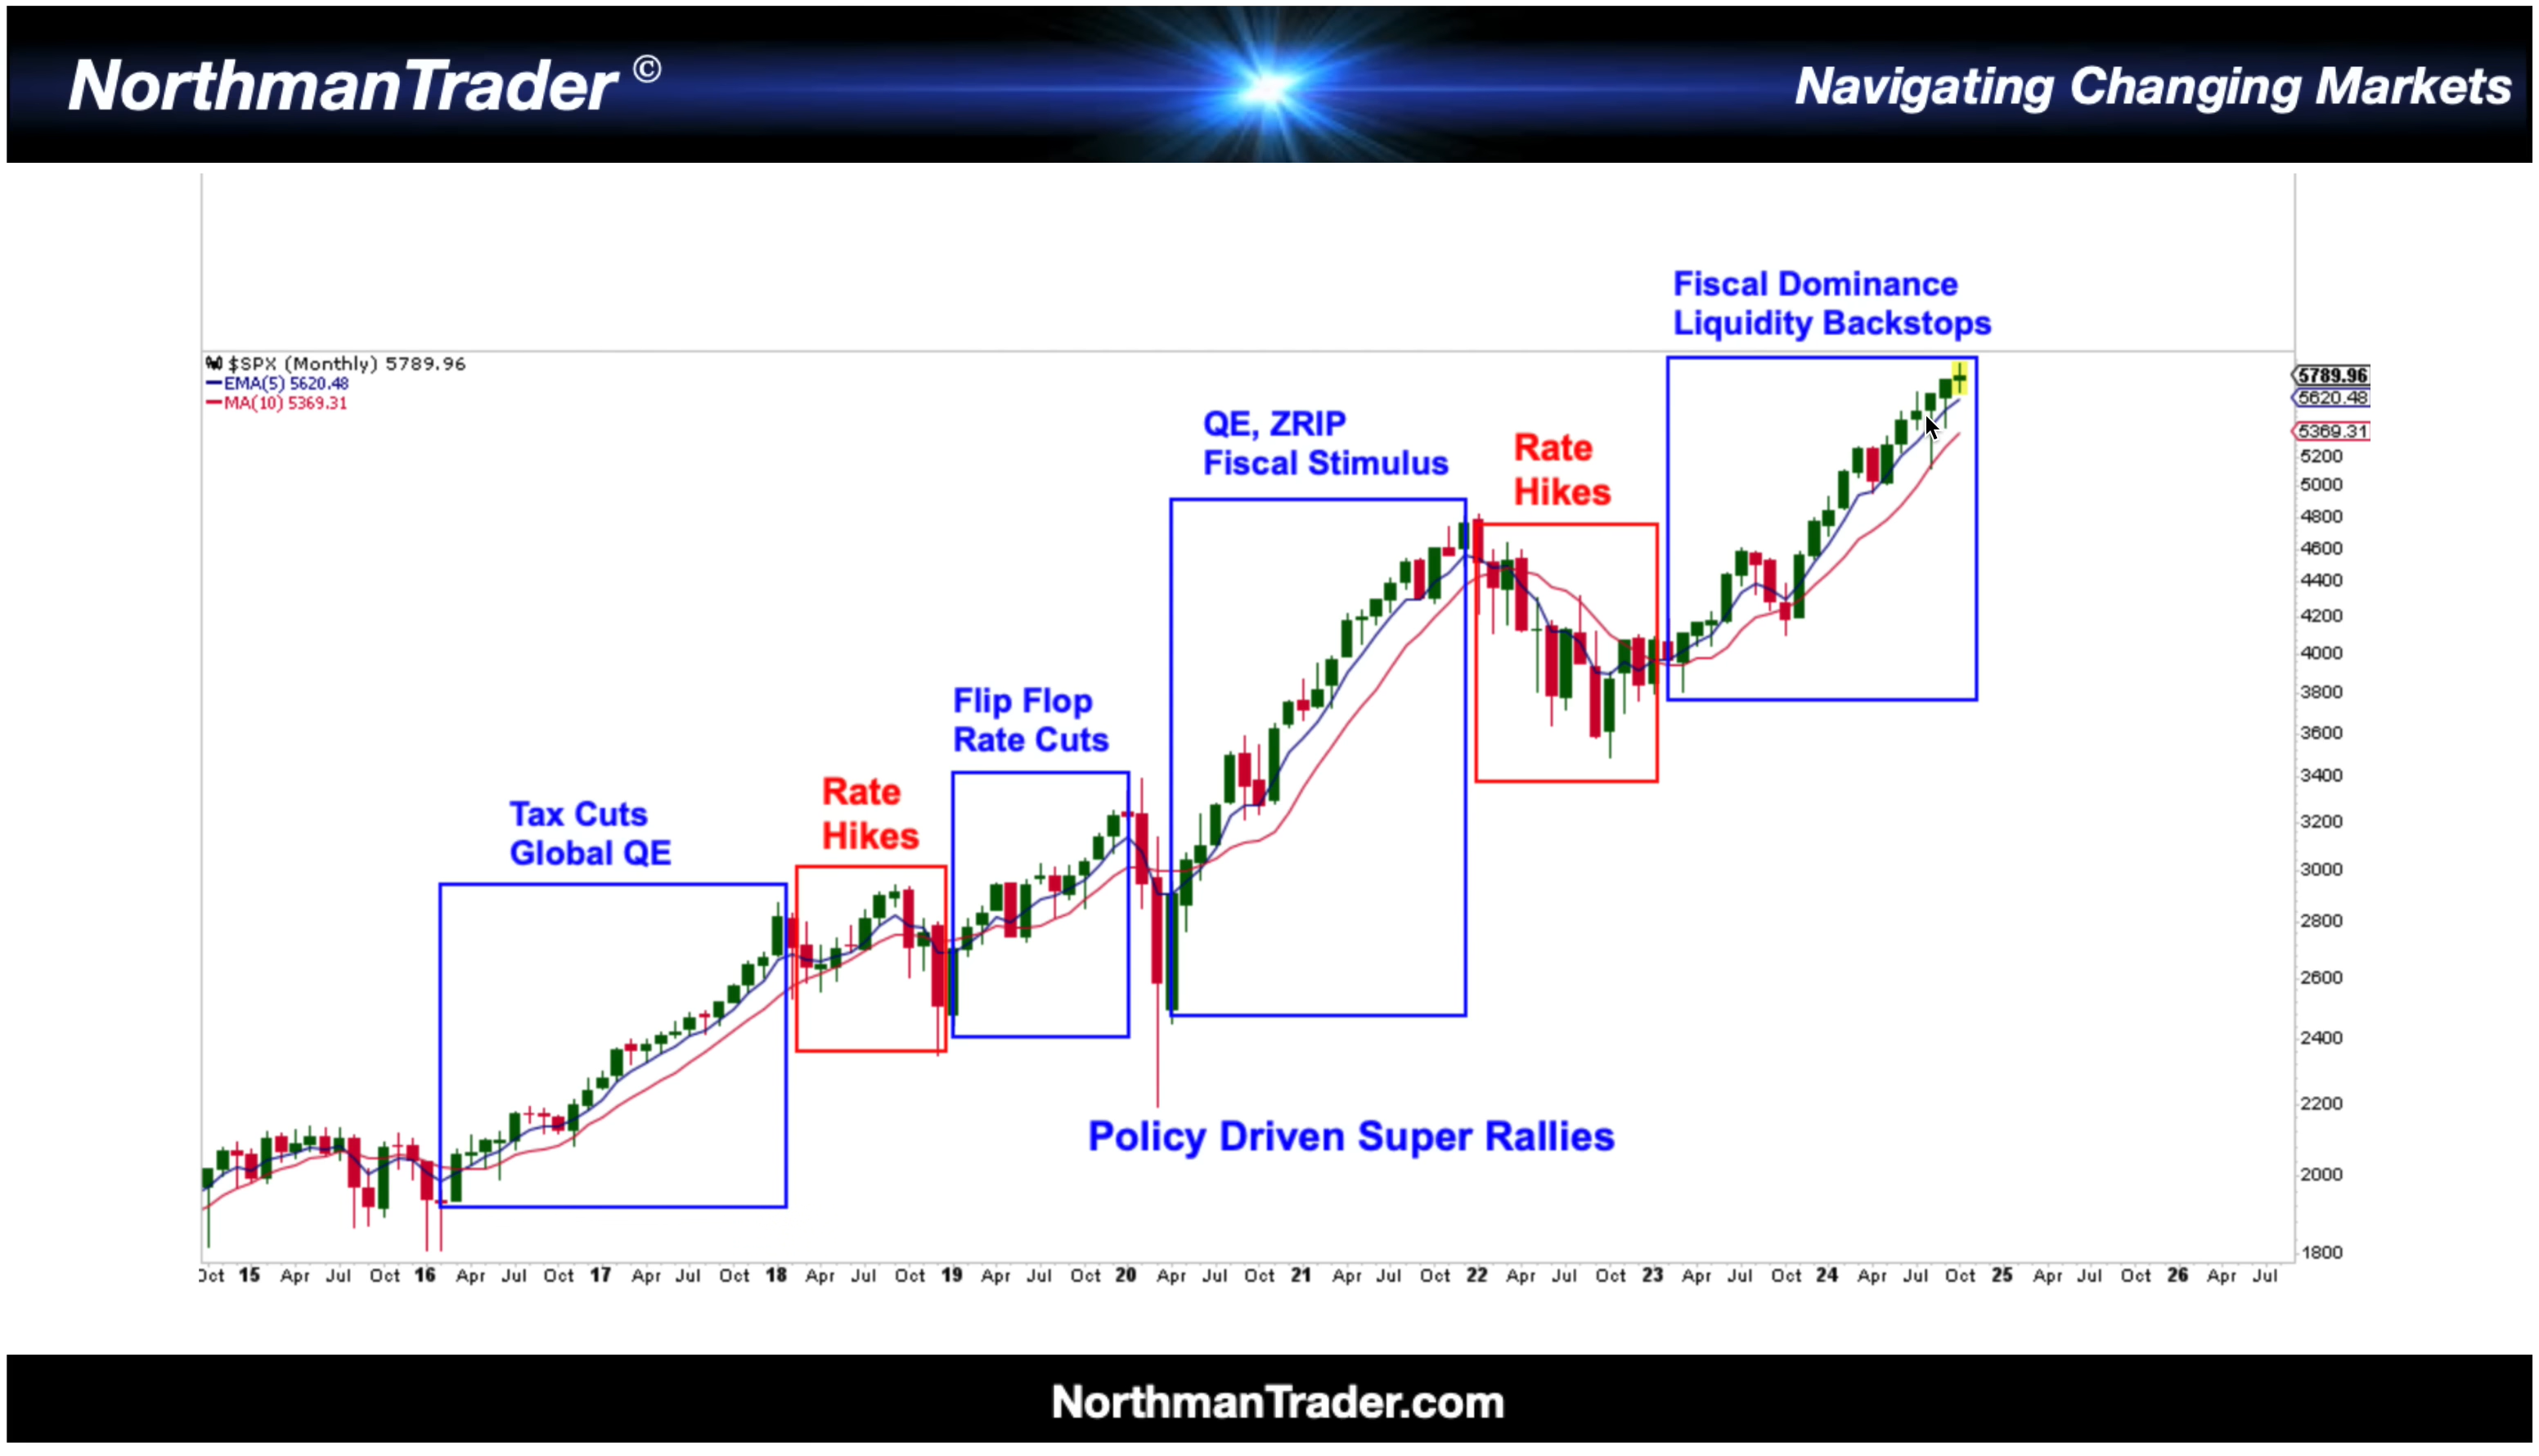 NorthmanTrader ©
Navigating Changing Markets
Fiscal Dominance
Liquidity Backstops
$SPX (Monthly) 5789.96
EMA(5) 5620.48
MA(10) 5369.31
QE, ZRIP
Fiscal Stimulus
Rate
Hikes
Flip Flop
Rate Cuts
Tax Cuts
Global QE
Rate
Hikes
Policy Driven Super Rallies
5789.96
5620.48
5369.31
5200
5000
4800
4600
4400
4200
4000
3800
3600
3400
3200
3000
2800
2600
2400
2200
2000
1800
Oct 15 Apr Jul Oct 16 Apr Jul Oct 17 Apr Jul Oct 18 Apr Jul Oct 19 Apr Jul Oct 20 Apr Jul Oct 21 Apr Jul Oct 22 Apr Jul Oct 23 Apr Jul Oct 24 Apr Jul Oct 25 Apr Jul Oct 26 Apr Jul
NorthmanTrader.com